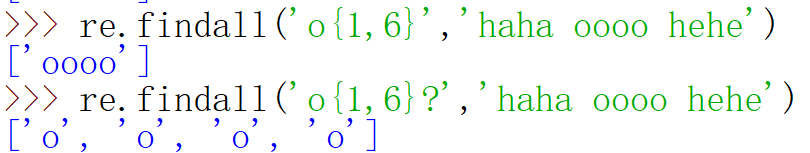 >>> re.findall('o{1,6}','haha oooo hehe')
['oooo']
>>> re.findall('o{1,6}?','haha oooo hehe')
['o', 'o', 'o', 'o']